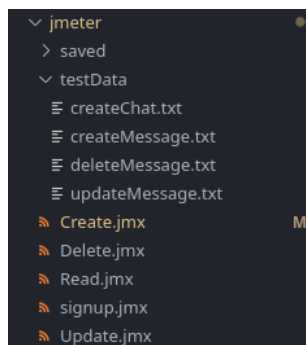 jmeter
saved
testData
createChat.txt
createMessage.txt
deleteMessage.txt
updateMessage.txt
Create.jmx M
Delete.jmx
Read.jmx
signup.jmx
Update.jmx